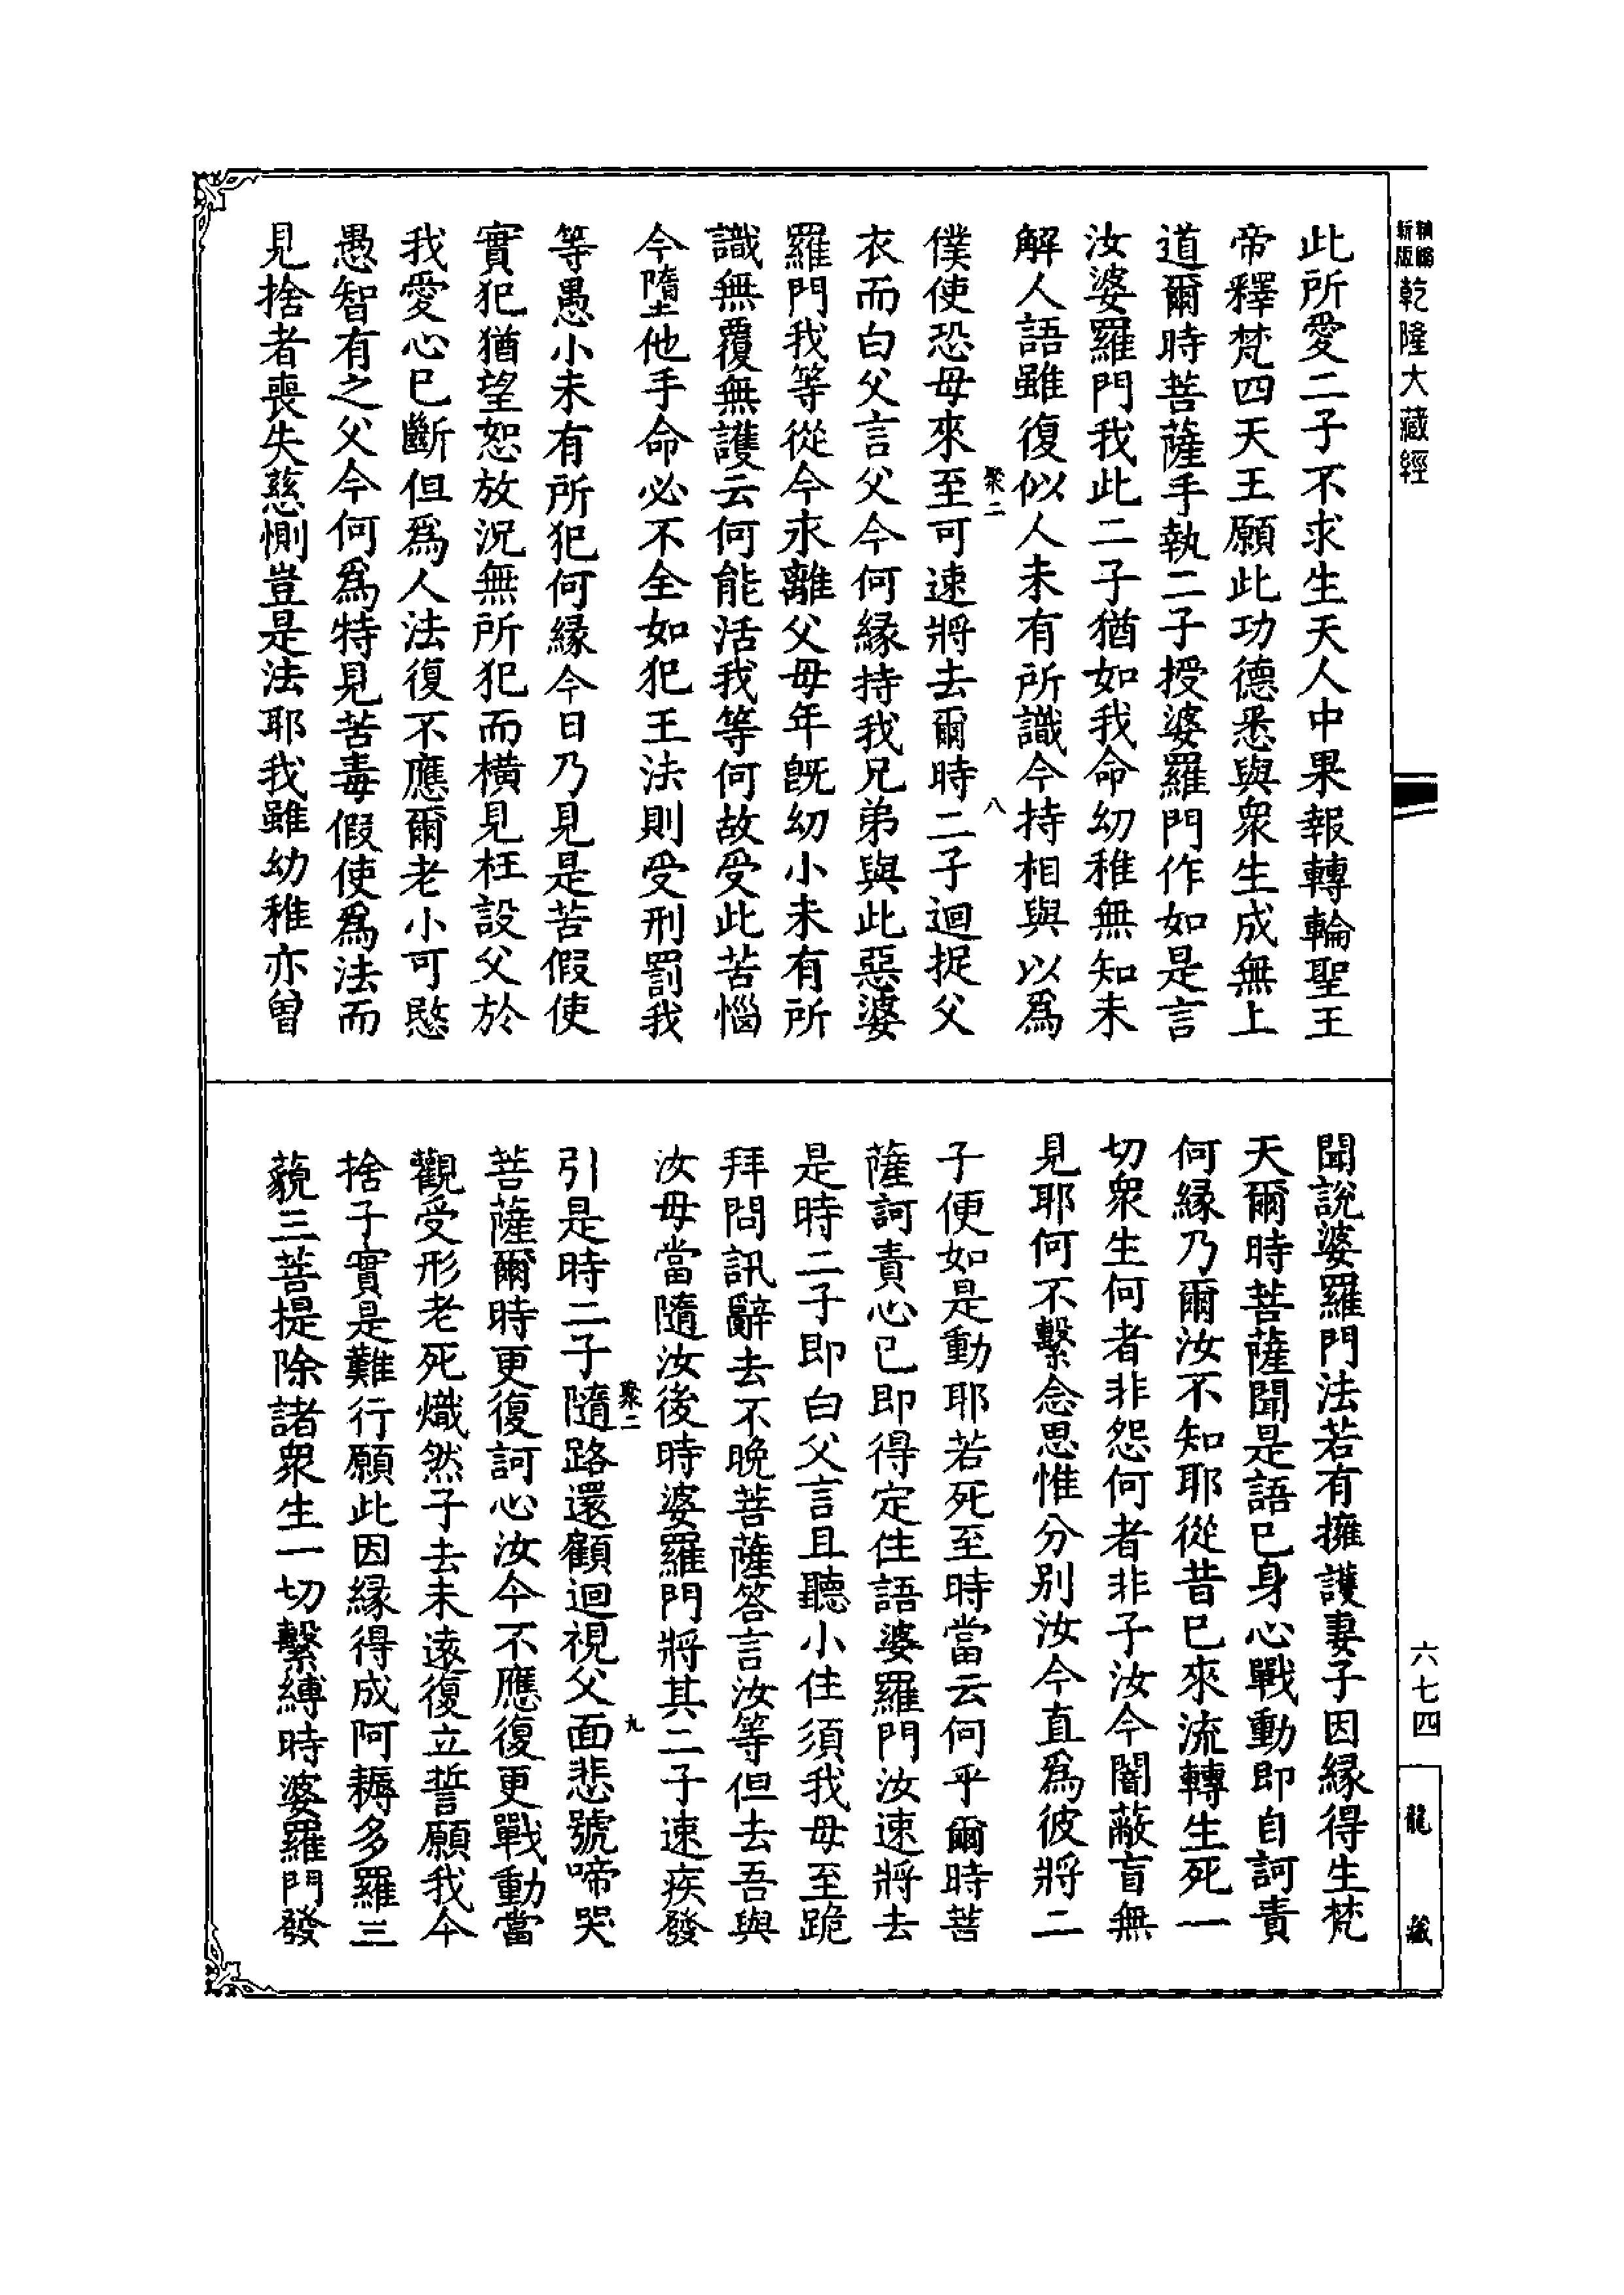 新版
精縮
乾隆大藏經
此所愛二子不求生天人中果報轉輪聖王
帝釋梵四天王願此功德悉與衆生成無上
道爾時菩薩手執二子授婆羅門作如是言
汝婆羅門我此二子猶如我命幼稚無知未
解人語雖復似人未有所識今持相與以爲
聚二
八
僕使恐母來至可速將去爾時二子迴捉父
衣而白父言父今何緣持我兄弟與此惡婆
羅門我等從今永離父母年旣幼小未有所
識無覆無護云何能活我等何故受此苦惱
今墮他手命必不全如犯王法則受刑罰我
等愚小未有所犯何緣今日乃見是苦假使
實犯猶望恕放況無所犯而橫見枉設父於
我愛心已斷但爲人法復不應爾老小可愍
愚智有之父今何爲特見苦毒假使爲法而
見捨者喪失慈惻豈是法耶我雖幼稚亦曾
聞說婆羅門法若有擁護妻子因緣得生梵
天爾時菩薩聞是語已身心戰動即自訶責
何緣乃爾汝不知耶從昔已來流轉生死一
切衆生何者非怨何者非子汝今闇蔽盲無
見耶何不繫念思惟分別汝今直爲彼將二
子便如是動耶若死至時當云何乎爾時菩
薩訶責心已即得定住語婆羅門汝速將去
是時二子即白父言且聽小住須我母至跪
拜問訊辭去不晚菩薩答言汝等但去吾與
汝母當隨汝後時婆羅門將其二子速疾發
聚二
九
引是時二子隨路還顧迴視父面悲號啼哭
菩薩爾時更復訶心汝今不應復更戰動當
觀受形老死熾然子去未遠復立誓願我今
捨子實是難行願此因緣得成阿耨多羅三
藐三菩提除諸衆生一切繫縛時婆羅門發
六七四
龍藏